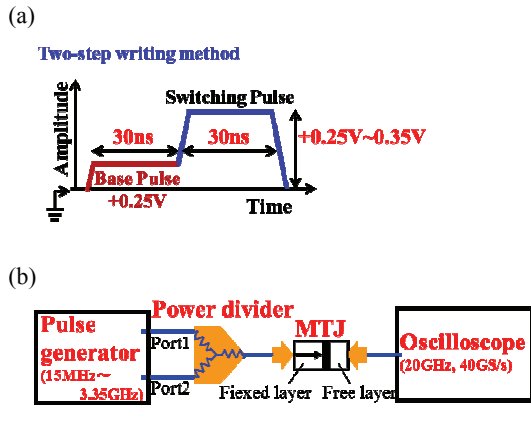 (a)
Two-step writing method
Amplitude
Switching Pulse
30ns
30ns
+0.25V~0.35V
Base Pulse
+0.25V
Time
(b)
Pulse
generator
(15MHz~
3.35GHz)
Port1
Port2
Power divider
MTJ
Fiexed layer
Free layer
Oscilloscope
(20GHz, 40GS/s)